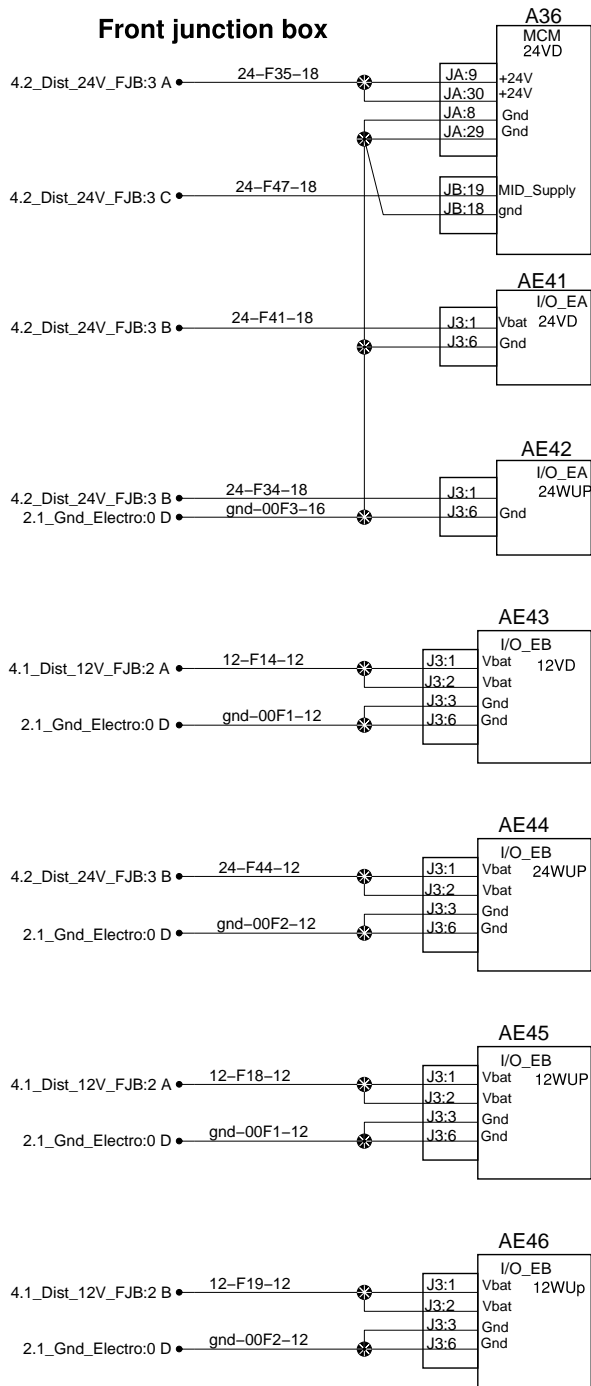 Front junction box
A36
MCM
24VD
4.2_Dist_24V_FJB:3 A 24–F35–18 JA:9 +24V
JA:30 +24V
JA:8 Gnd
JA:29 Gnd
4.2_Dist_24V_FJB:3 C 24–F47–18 JB:19 MID_Supply
JB:18 gnd
AE41
I/O_EA
4.2_Dist_24V_FJB:3 B 24–F41–18 J3:1 Vbat 24VD
J3:6 Gnd
AE42
I/O_EA
4.2_Dist_24V_FJB:3 B 24–F34–18 J3:1 24WUP
2.1_Gnd_Electro:0 D gnd–00F3–16 J3:6 Gnd
AE43
I/O_EB
4.1_Dist_12V_FJB:2 A 12–F14–12 J3:1 Vbat 12VD
J3:2 Vbat
J3:3 Gnd
2.1_Gnd_Electro:0 D gnd–00F1–12 J3:6 Gnd
AE44
I/O_EB
4.2_Dist_24V_FJB:3 B 24–F44–12 J3:1 Vbat 24WUP
J3:2 Vbat
J3:3 Gnd
2.1_Gnd_Electro:0 D gnd–00F2–12 J3:6 Gnd
AE45
I/O_EB
4.1_Dist_12V_FJB:2 A 12–F18–12 J3:1 Vbat 12WUP
J3:2 Vbat
J3:3 Gnd
2.1_Gnd_Electro:0 D gnd–00F1–12 J3:6 Gnd
AE46
I/O_EB
4.1_Dist_12V_FJB:2 B 12–F19–12 J3:1 Vbat 12WUp
J3:2 Vbat
J3:3 Gnd
2.1_Gnd_Electro:0 D gnd–00F2–12 J3:6 Gnd